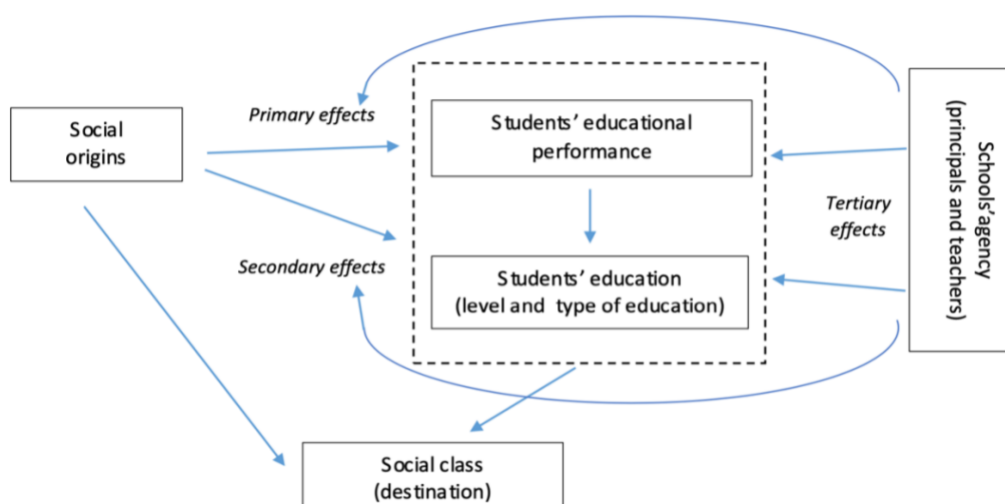 Primary effects
Social
origins
Students' educational
performance
Schools'agency
(principals and teachers)
Tertiary
effects
Secondary effects
Students' education
(level and type of education)
Social class
(destination)